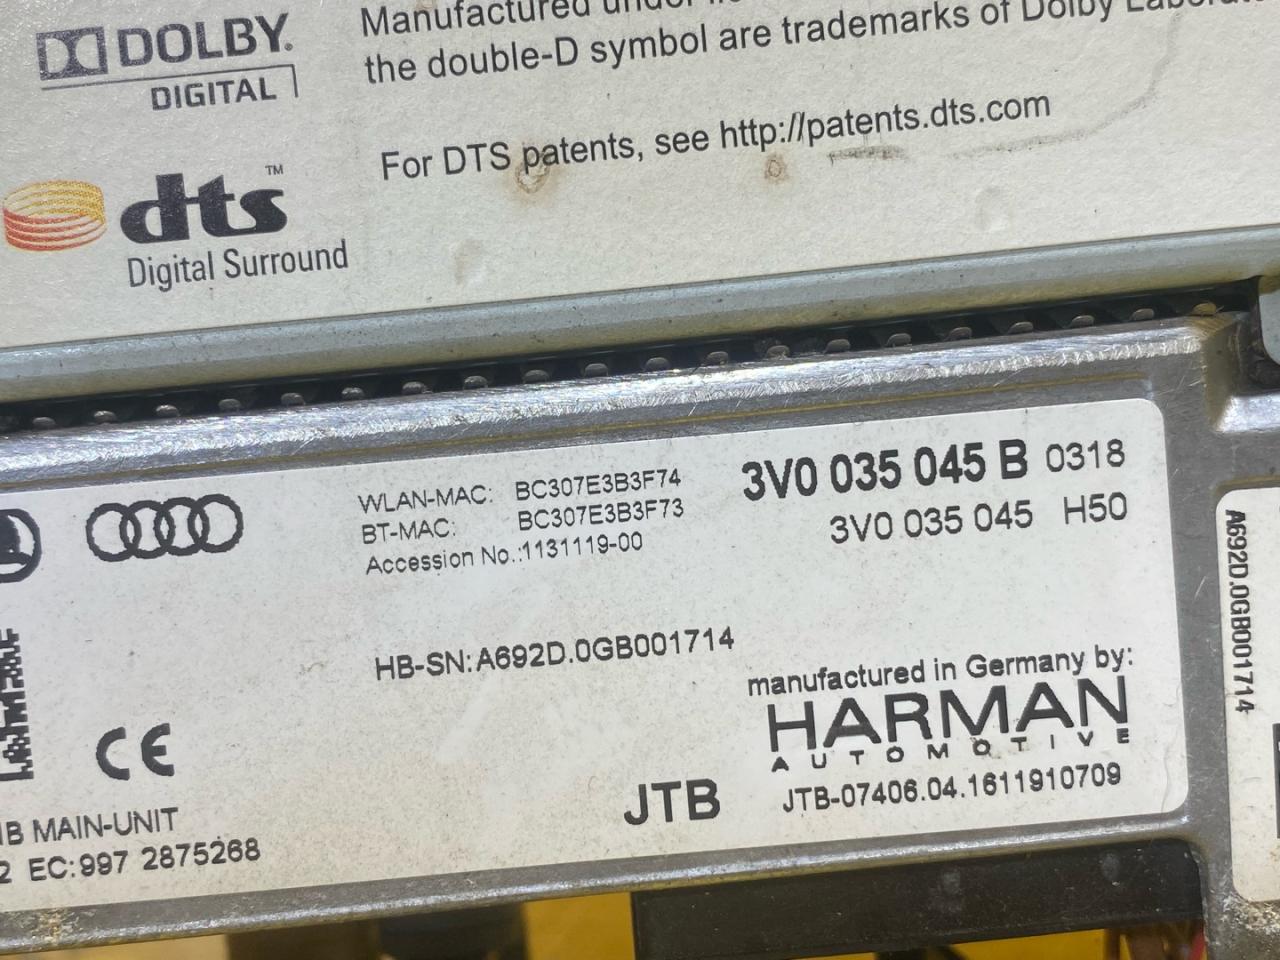 DOLBY.
DIGITAL
Manufactured under
the double-D symbol are trademarks of Dolby
For DTS patents, see http://patents.dts.com
dts™
Digital Surround
WLAN-MAC: BC307E3B3F74
BT-MAC: BC307E3B3F73
Accession No.:1131119-00
3V0 035 045 B 0318
3V0 035 045 H50
HB-SN:A692D.0GB001714
manufactured in Germany by:
HARMAN
AUTOMOTIVE
JTB JTB-07406.04.1611910709
CE
MAIN-UNIT
EC:997 2875268
A692D.0GB001714